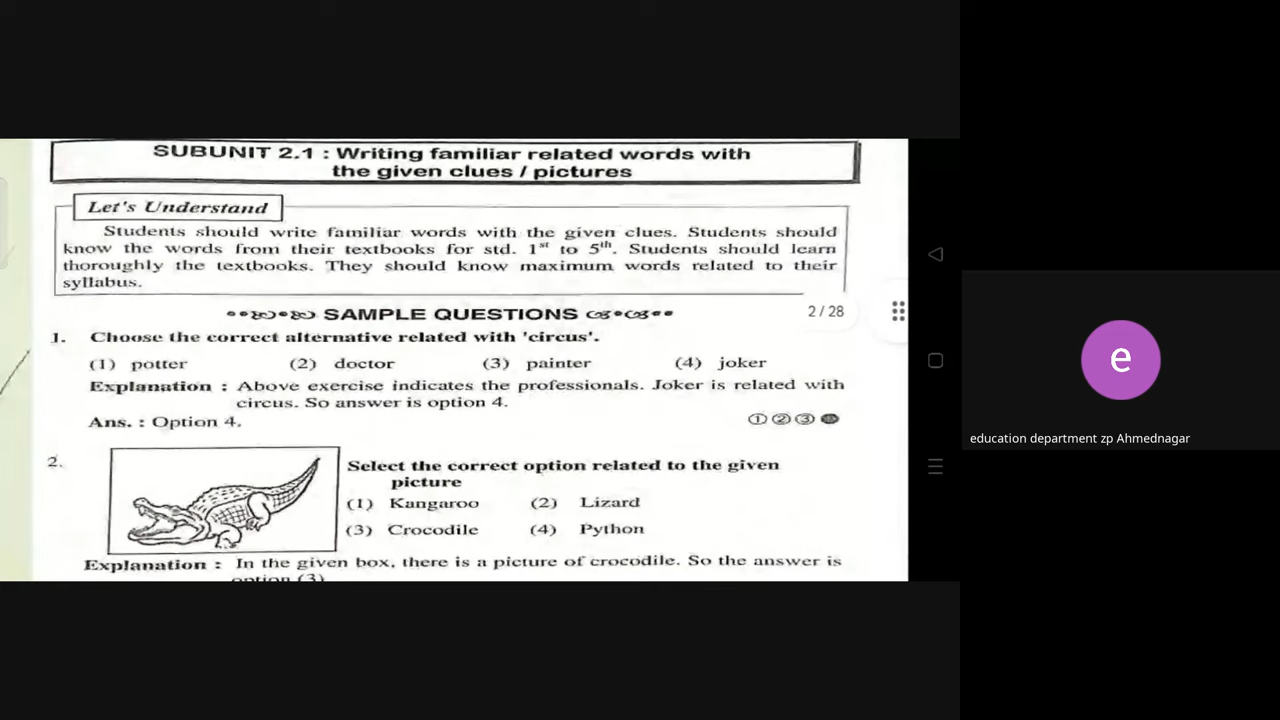 SUBUNIT 2.1 : Writing familiar related words with
the given clues / pictures
Let's Understand
Students should write familiar words with the given clues. Students should
know the words from their textbooks for std. 1st to 5th. Students should learn
thoroughly the textbooks. They should know maximum words related to their
syllabus.
SAMPLE QUESTIONS
2 / 28
1. Choose the correct alternative related with 'circus'.
(1) potter (2) doctor (3) painter (4) joker
Explanation : Above exercise indicates the professionals. Joker is related with
circus. So answer is option 4.
Ans. : Option 4. ① ② ③
2. Select the correct option related to the given
picture
(1) Kangaroo (2) Lizard
(3) Crocodile (4) Python
Explanation : In the given box, there is a picture of crocodile. So the answer is
option (3)
e
education department zp Ahmednagar